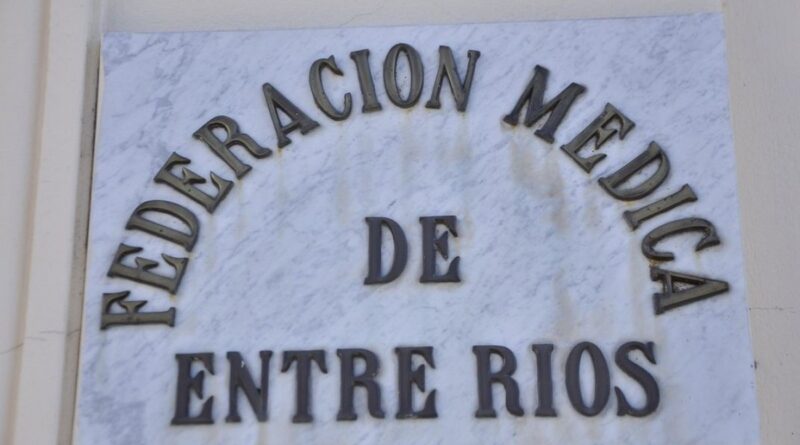 FEDERACION MEDICA
DE
ENTRE RIOS